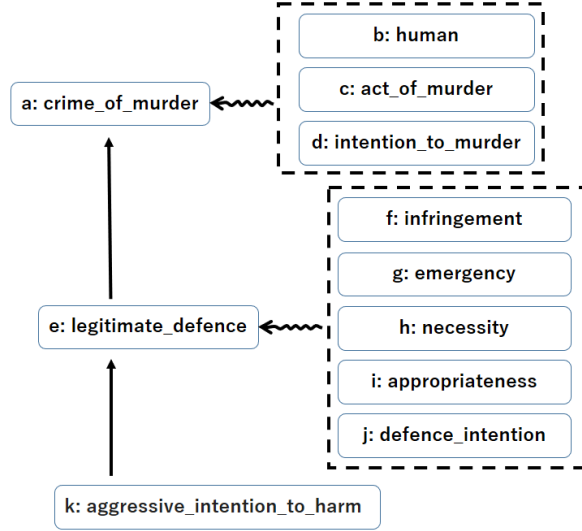 b: human
a: crime_of_murder
c: act_of_murder
d: intention_to_murder
f: infringement
g: emergency
e: legitimate_defence
h: necessity
i: appropriateness
j: defence_intention
k: aggressive_intention_to_harm